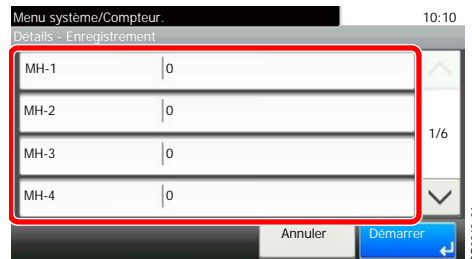 Menu système/Compteur. 10:10
Détails - Enregistrement
MH-1 0
MH-2 0
1/6
MH-3 0
MH-4 0
Annuler Démarrer